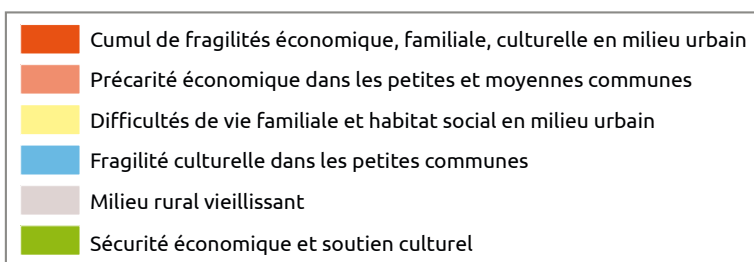 Cumul de fragilités économique, familiale, culturelle en milieu urbain
Précarité économique dans les petites et moyennes communes
Difficultés de vie familiale et habitat social en milieu urbain
Fragilité culturelle dans les petites communes
Milieu rural vieillissant
Sécurité économique et soutien culturel